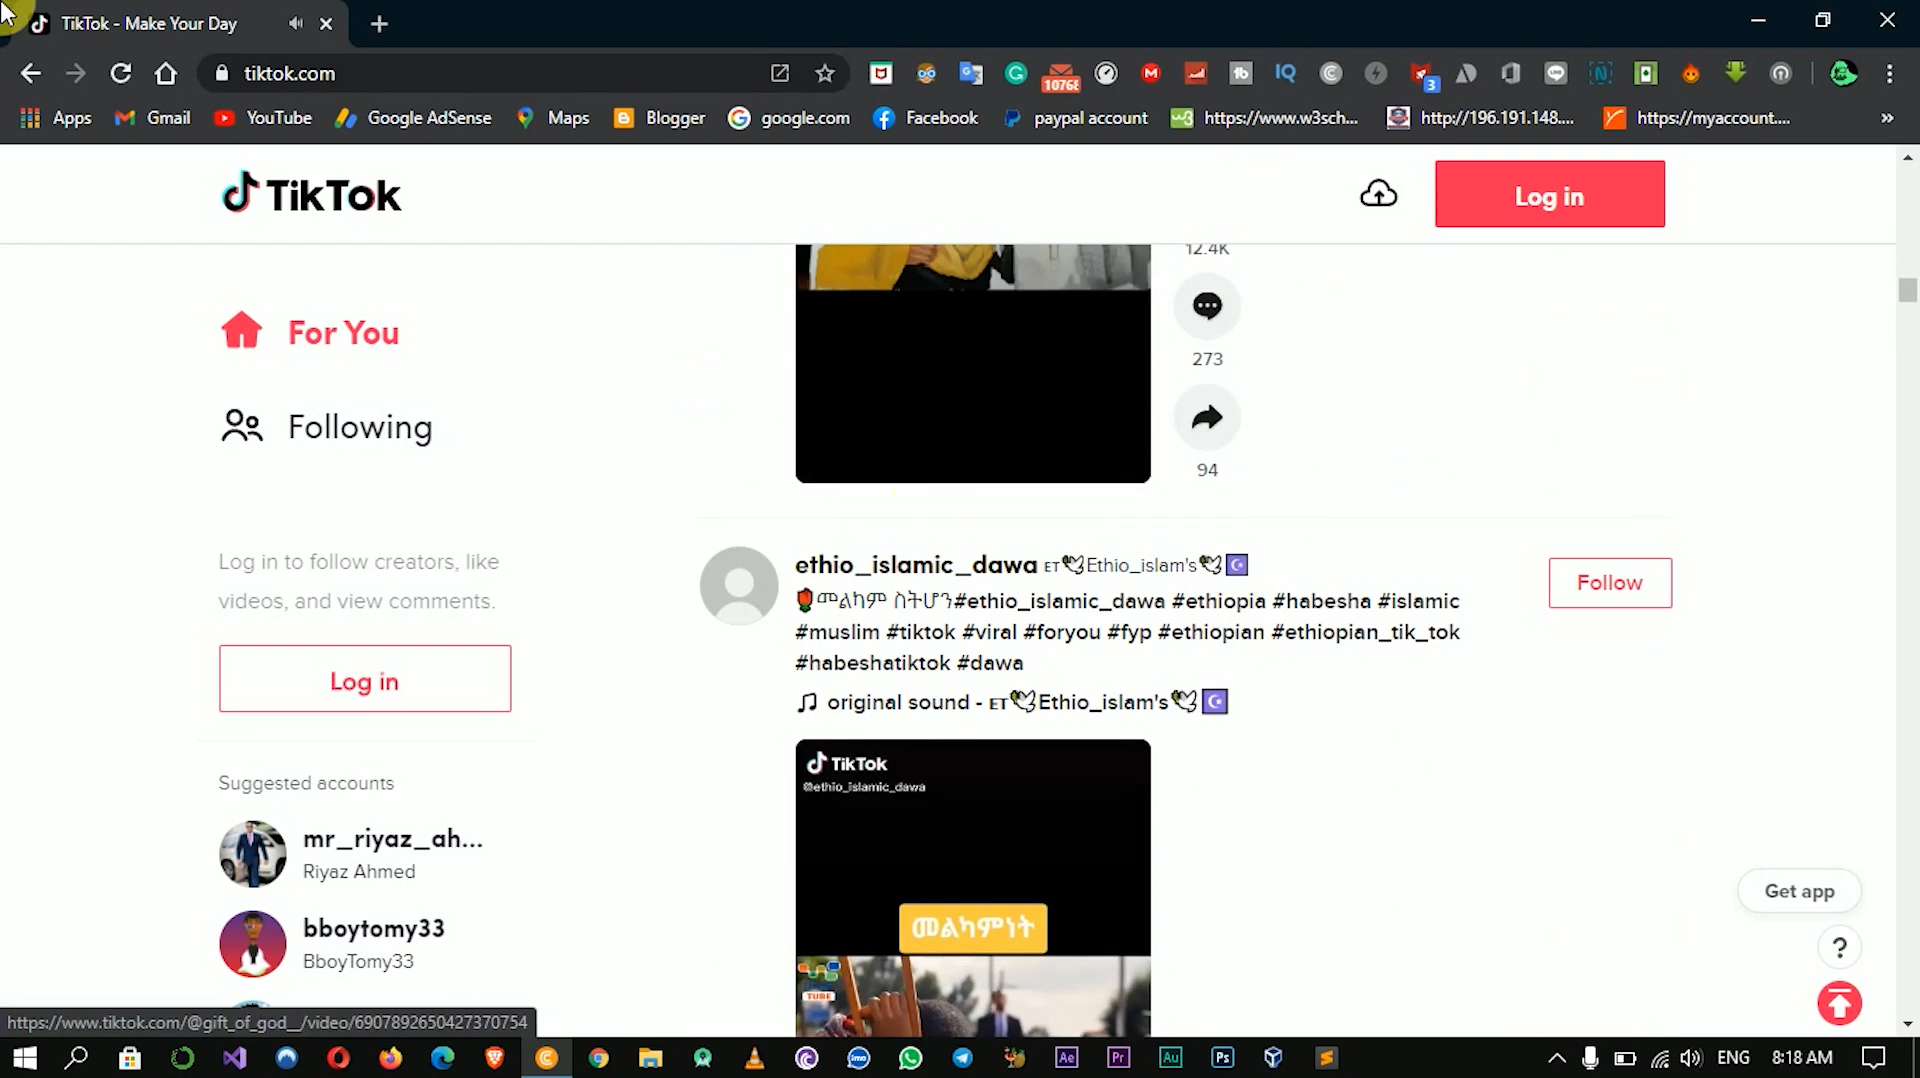 TikTok - Make Your Day
tiktok.com
10768
3
Apps
Gmail
YouTube
Google AdSense
Maps
Blogger
google.com
Facebook
paypal account
https://www.w3sch...
http://196.191.148....
https://myaccount....
TikTok
Log in
For You
Following
Log in to follow creators, like
videos, and view comments.
Log in
Suggested accounts
mr_riyaz_ah...
Riyaz Ahmed
bboytomy33
BboyTomy33
12.4K
273
94
ethio_islamic_dawa ET🕊Ethio_islam's🕊☪
Follow
🌹መልካም ስትሆን#ethio_islamic_dawa #ethiopia #habesha #islamic
#muslim #tiktok #viral #foryou #fyp #ethiopian #ethiopian_tik_tok
#habeshatiktok #dawa
♫ original sound - ET🕊Ethio_islam's🕊☪
TikTok
@ethio_islamic_dawa
መልካምነት
TUBE
Get app
?
https://www.tiktok.com/@gift_of_god__/video/6907892650427370754
ENG
8:18 AM